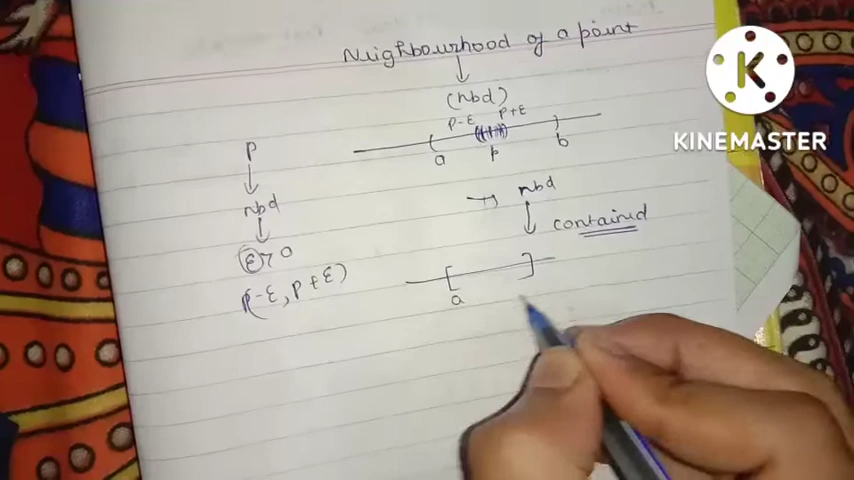 Neighbourhood of a point
(nbd)
p-ε p+ε
a p b
p
nbd
ε>0
(p-ε, p+ε)
→ nbd
contained
a
K
KINEMASTER